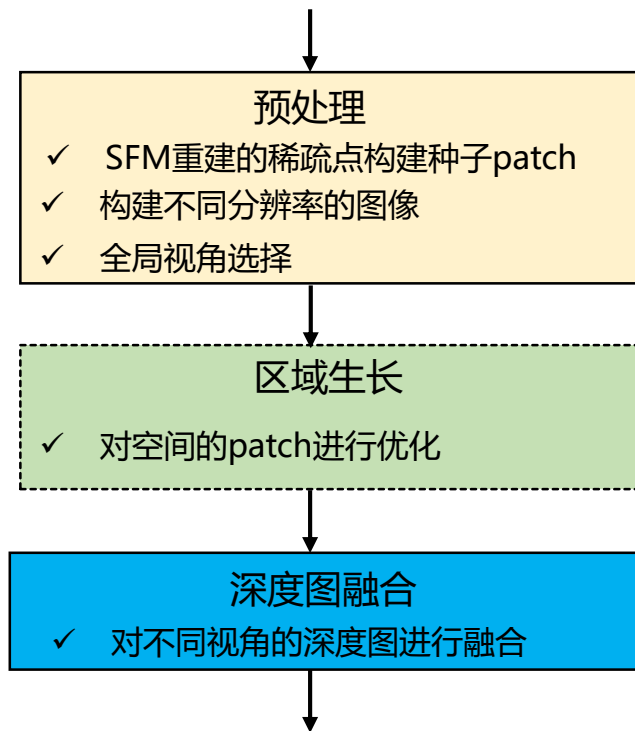 预处理
✓ SFM重建的稀疏点构建种子patch
✓ 构建不同分辨率的图像
✓ 全局视角选择
区域生长
✓ 对空间的patch进行优化
深度图融合
✓ 对不同视角的深度图进行融合